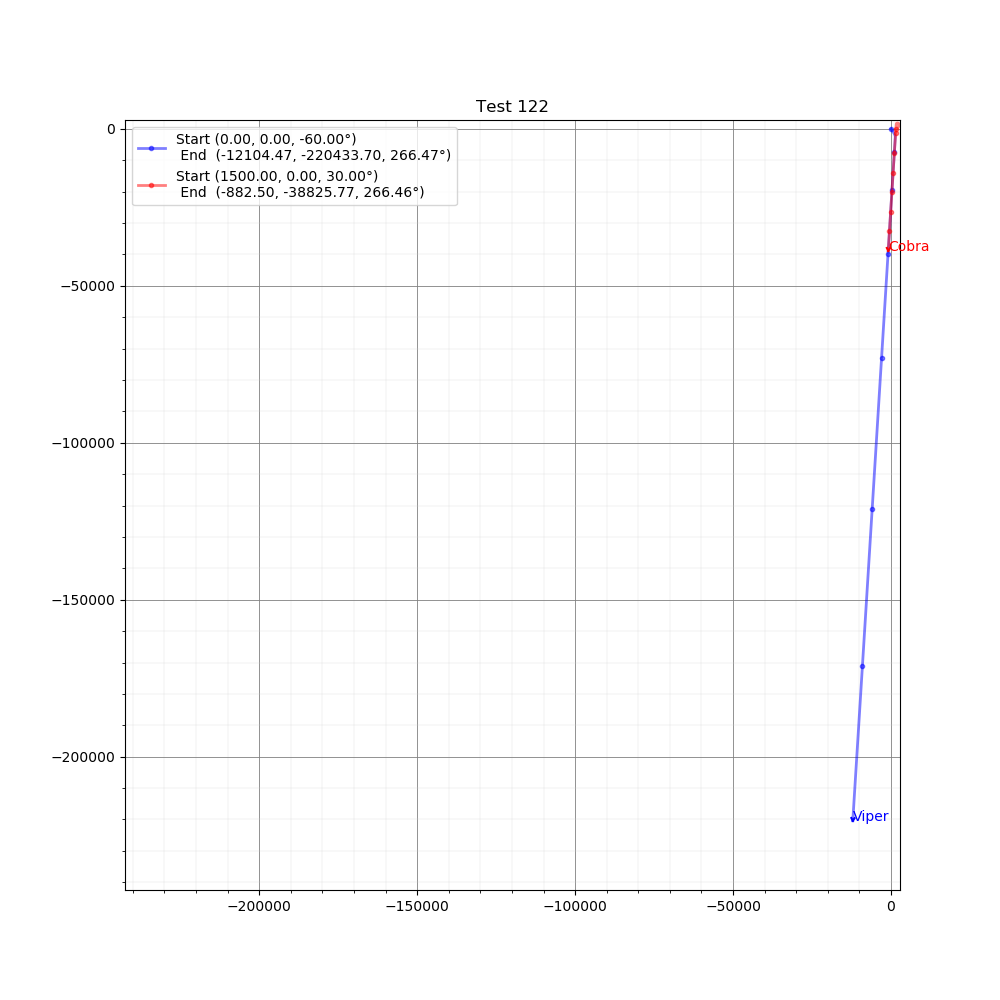 Test 122
Start (0.00, 0.00, -60.00°)
End (-12104.47, -220433.70, 266.47°)
Start (1500.00, 0.00, 30.00°)
End (-882.50, -38825.77, 266.46°)
0
−50000
−100000
−150000
−200000
Cobra
Viper
−200000
−150000
−100000
−50000
0